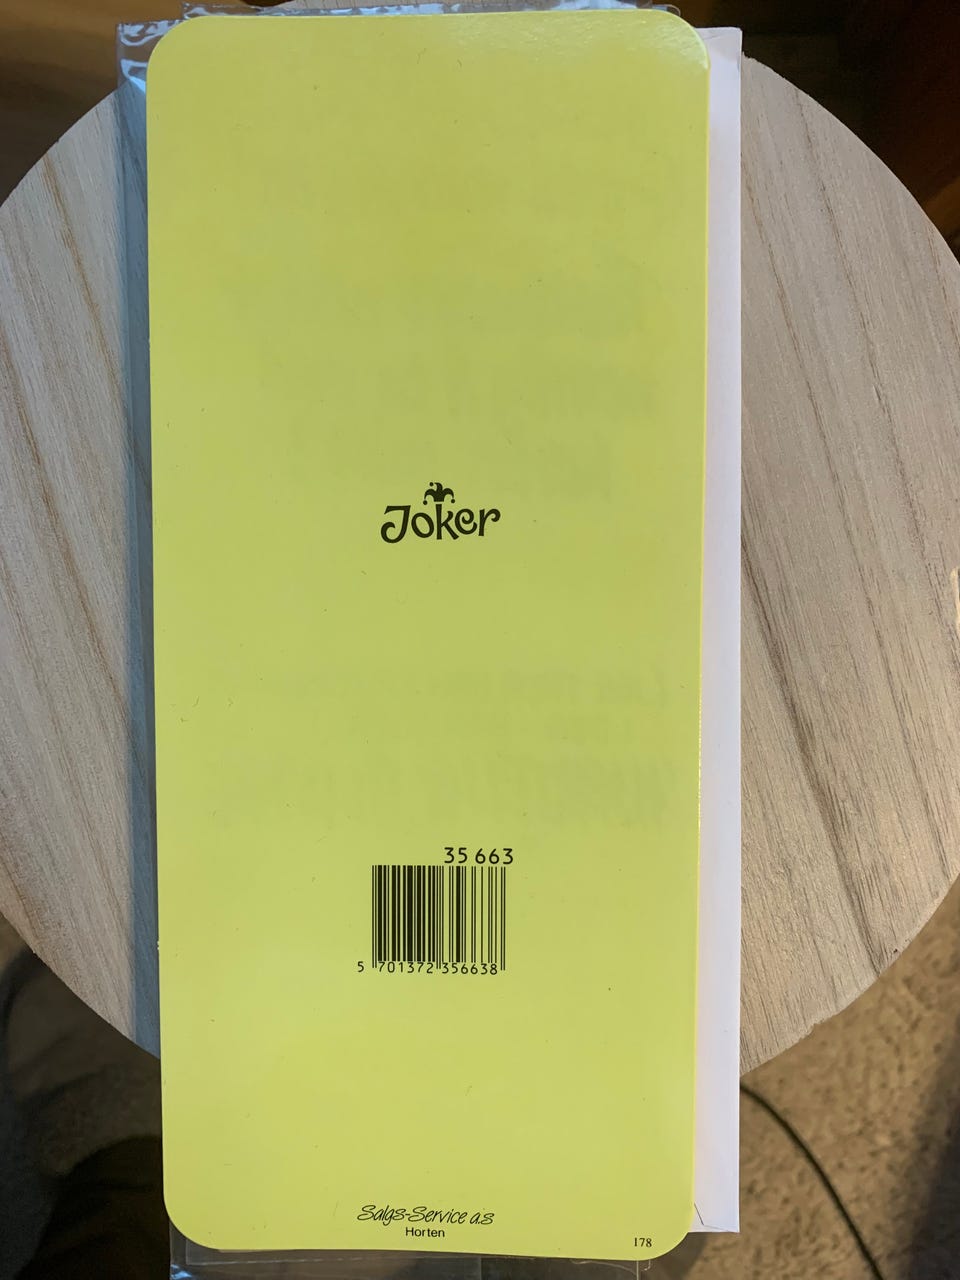 Joker
35 663
5 701372 356638
Salgs-Service a.s
Horten
178